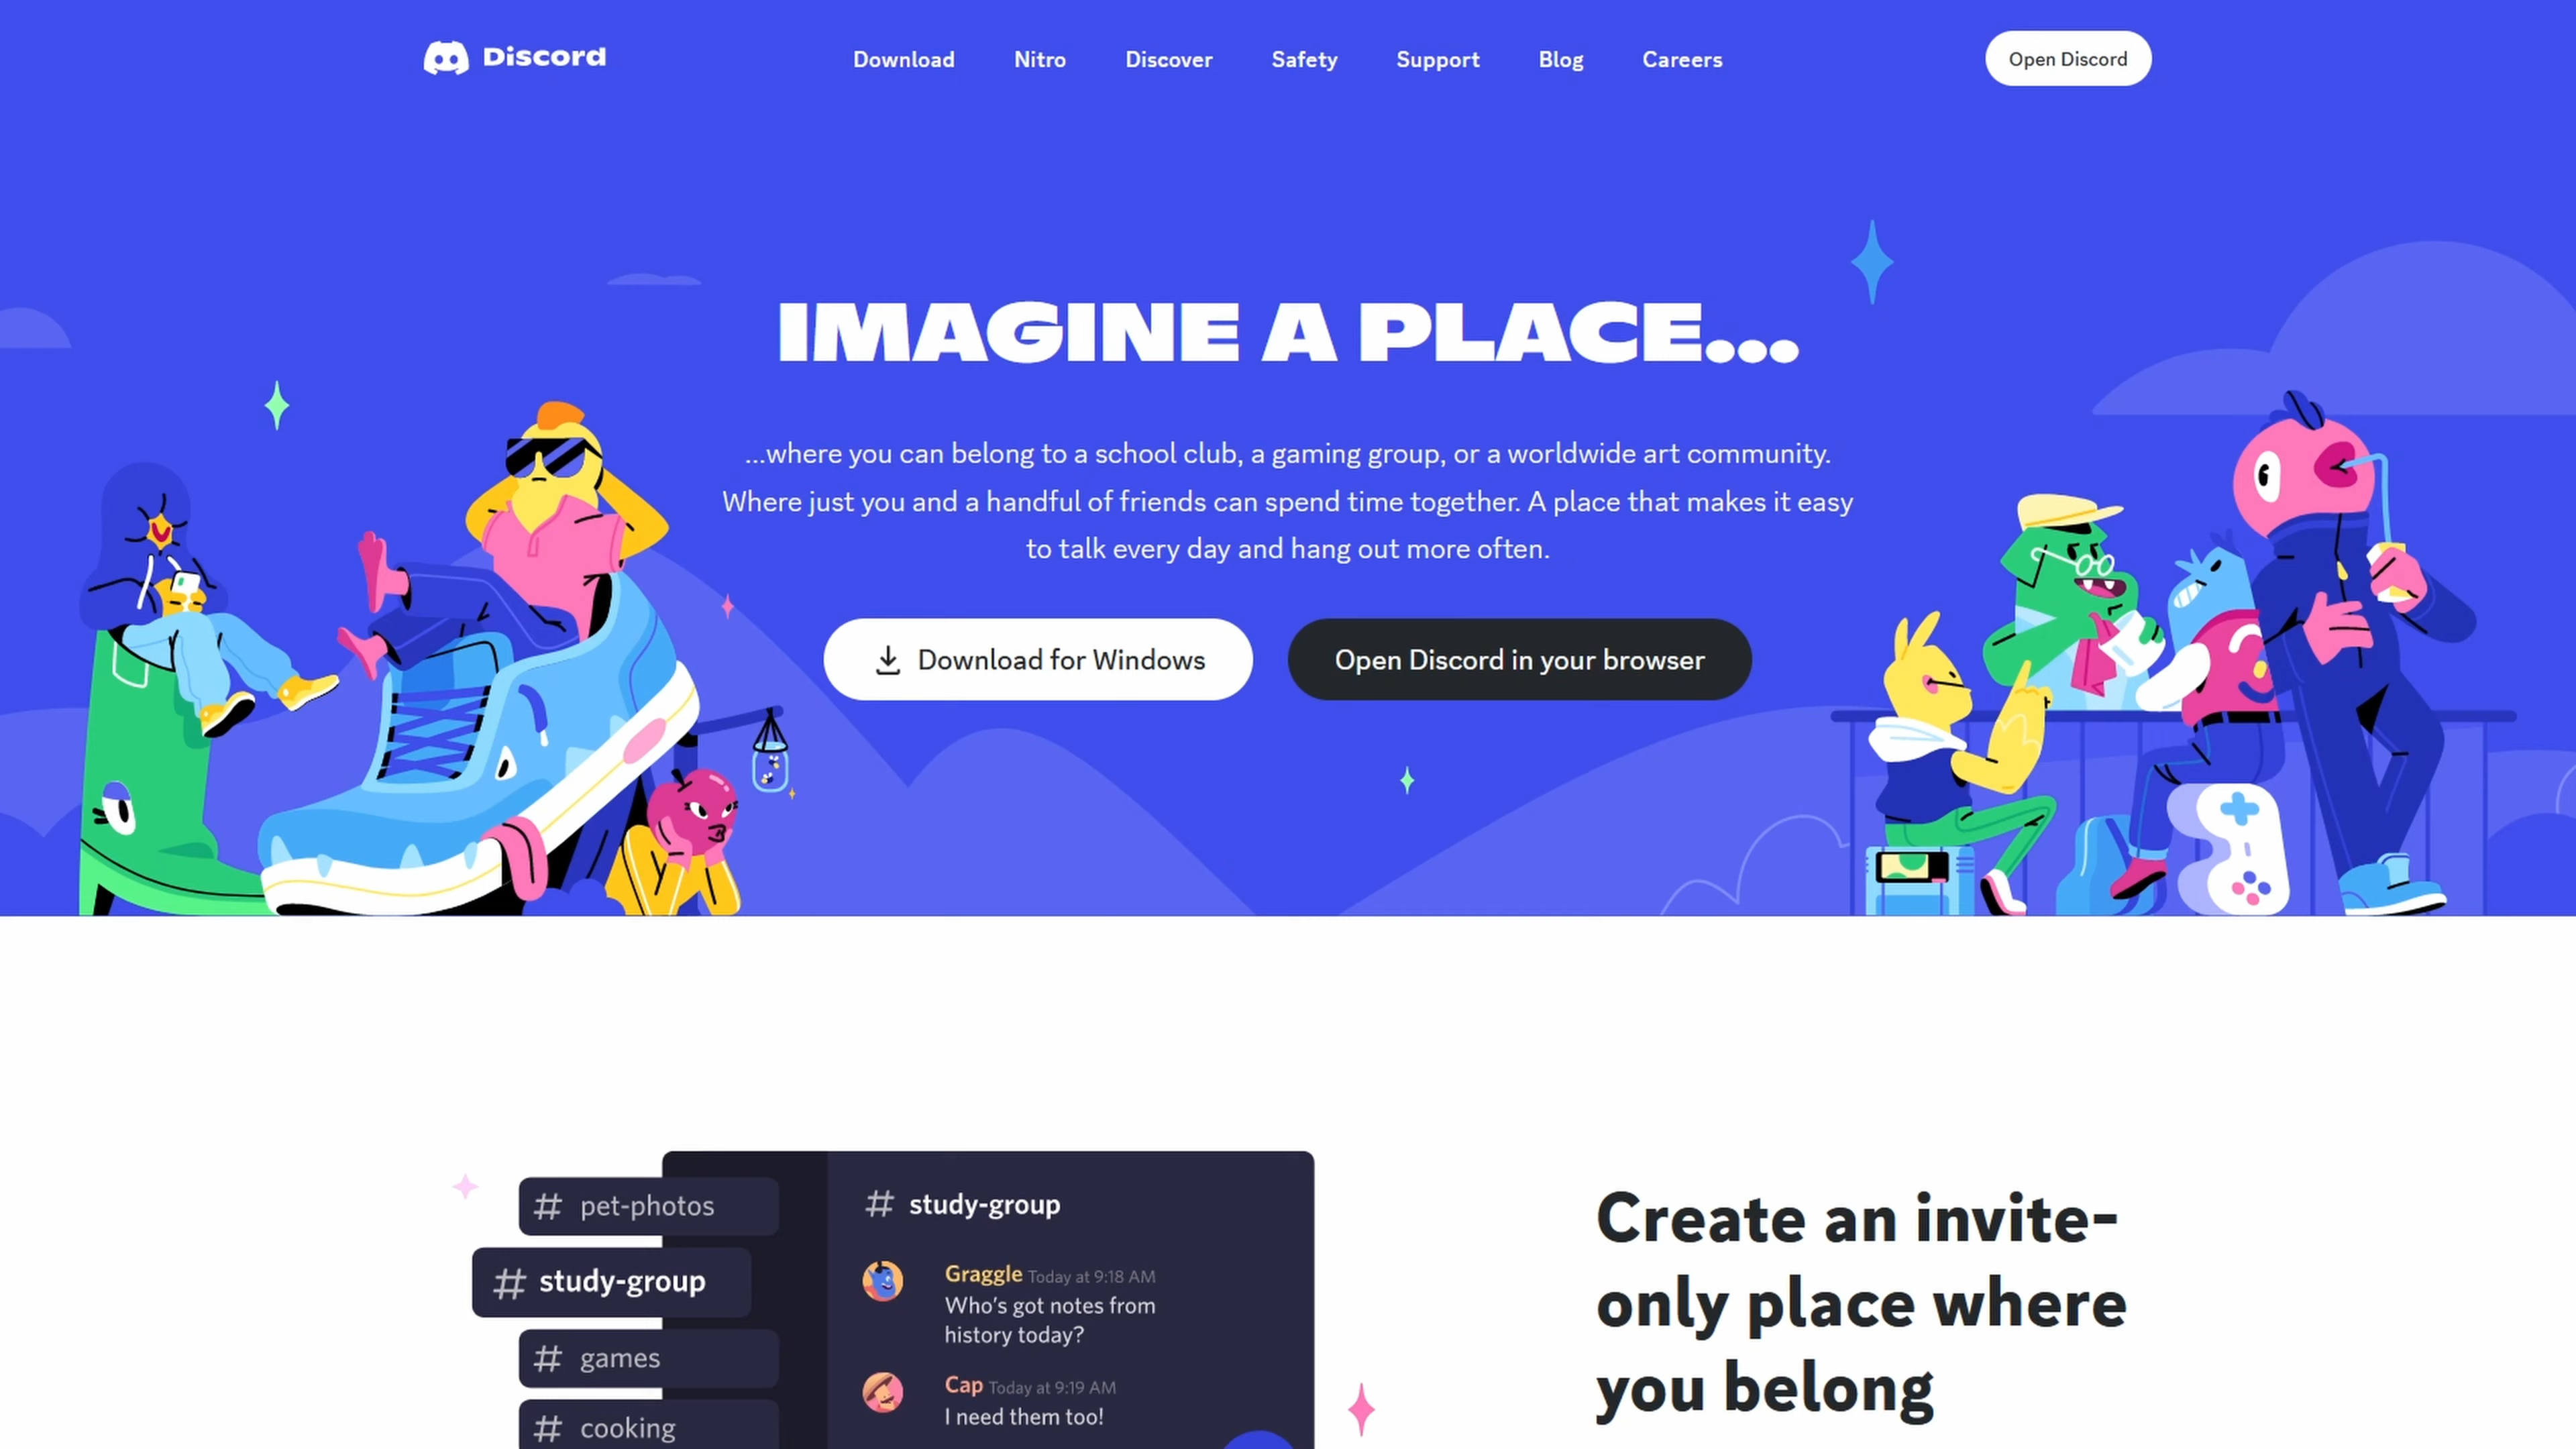 Discord
Download Nitro Discover Safety Support Blog Careers
Open Discord
IMAGINE A PLACE...
...where you can belong to a school club, a gaming group, or a worldwide art community.
Where just you and a handful of friends can spend time together. A place that makes it easy
to talk every day and hang out more often.
Download for Windows
Open Discord in your browser
# pet-photos
# study-group
# games
# cooking
# study-group
Graggle Today at 9:18 AM
Who's got notes from
history today?
Cap Today at 9:19 AM
I need them too!
Create an invite-
only place where
you belong